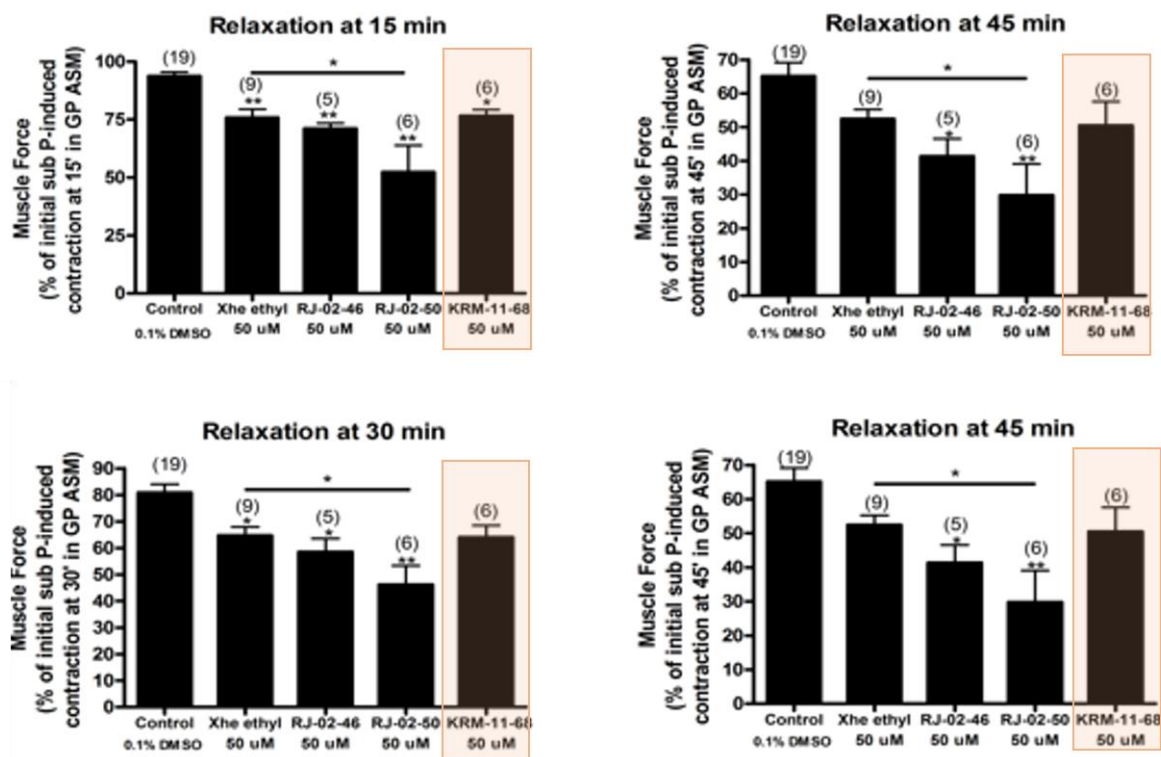 Relaxation at 15 min
Muscle Force
(% of initial sub P-induced
contraction at 15' in GP ASM)
100
75
50
25
0
(19)
(9)
**
(5)
**
(6)
**
(6)
*
*
Control Xhe ethyl RJ-02-46 RJ-02-50 KRM-11-68
0.1% DMSO 50 uM 50 uM 50 uM 50 uM
Relaxation at 45 min
Muscle Force
(% of initial sub P-induced
contraction at 45' in GP ASM)
70
60
50
40
30
20
10
0
(19)
(9)
(5)
*
(6)
**
(6)
*
Control Xhe ethyl RJ-02-46 RJ-02-50 KRM-11-68
0.1% DMSO 50 uM 50 uM 50 uM 50 uM
Relaxation at 30 min
Muscle Force
(% of initial sub P-induced
contraction at 30' in GP ASM)
90
80
70
60
50
40
30
20
10
0
(19)
(9)
*
(5)
*
(6)
**
(6)
*
Control Xhe ethyl RJ-02-46 RJ-02-50 KRM-11-68
0.1% DMSO 50 uM 50 uM 50 uM 50 uM
Relaxation at 45 min
Muscle Force
(% of initial sub P-induced
contraction at 45' in GP ASM)
70
60
50
40
30
20
10
0
(19)
(9)
(5)
*
(6)
**
(6)
*
Control Xhe ethyl RJ-02-46 RJ-02-50 KRM-11-68
0.1% DMSO 50 uM 50 uM 50 uM 50 uM